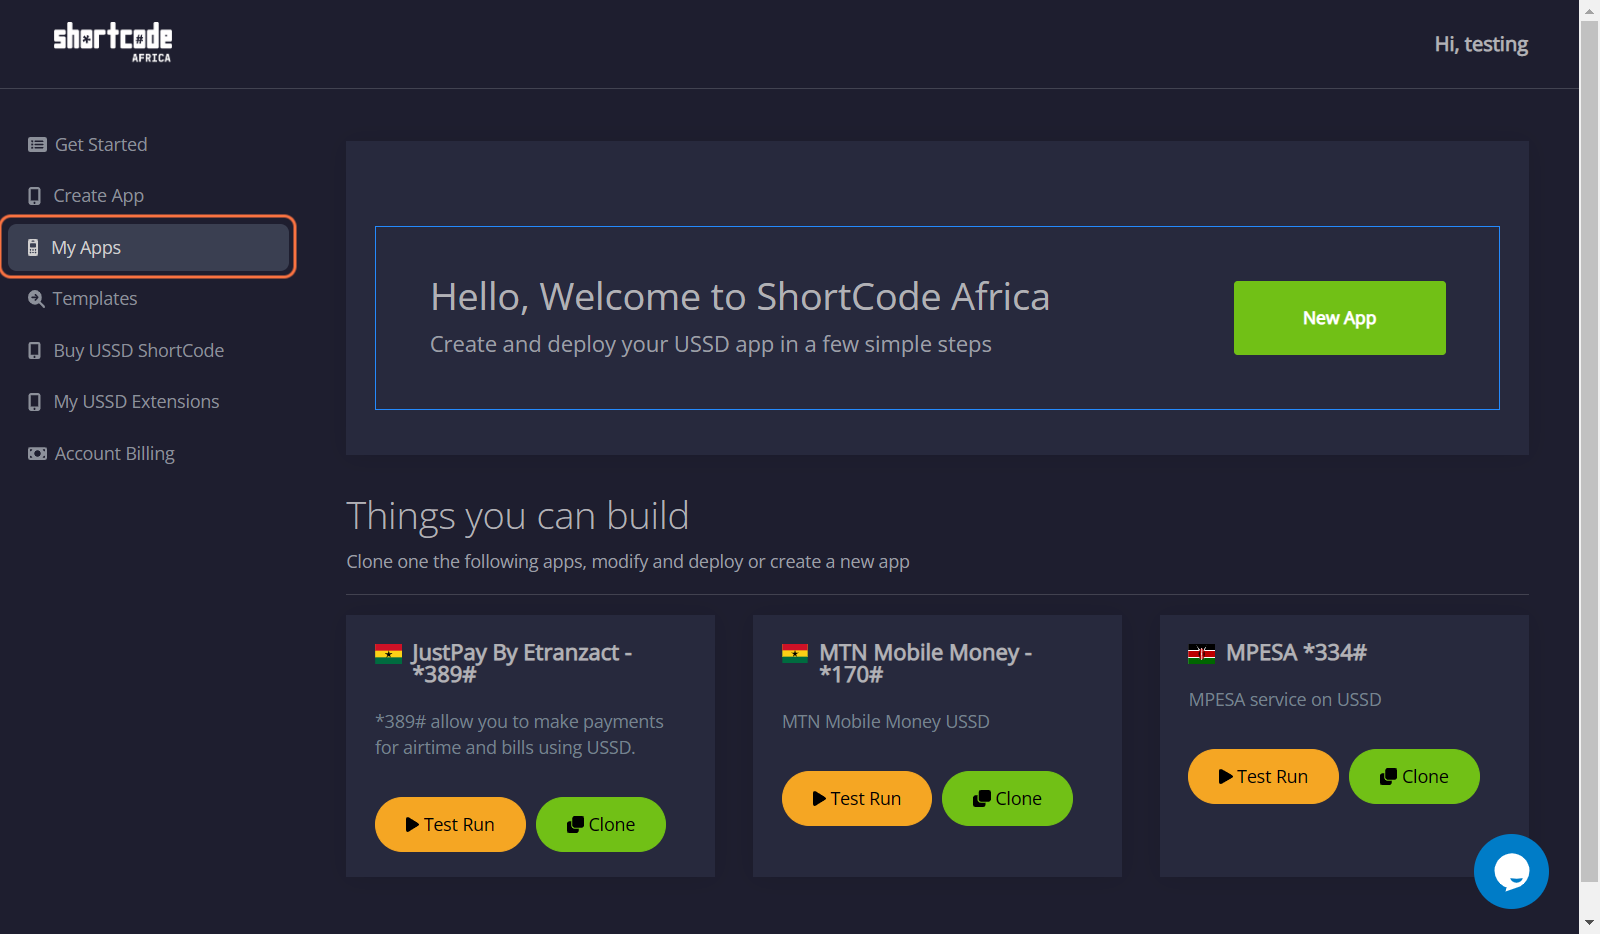 shortcode
AFRICA
Hi, testing
Get Started
Create App
My Apps
Templates
Buy USSD ShortCode
My USSD Extensions
Account Billing
Hello, Welcome to ShortCode Africa
Create and deploy your USSD app in a few simple steps
New App
Things you can build
Clone one the following apps, modify and deploy or create a new app
JustPay By Etranzact -
*389#
*389# allow you to make payments
for airtime and bills using USSD.
Test Run
Clone
MTN Mobile Money -
*170#
MTN Mobile Money USSD
Test Run
Clone
MPESA *334#
MPESA service on USSD
Test Run
Clone